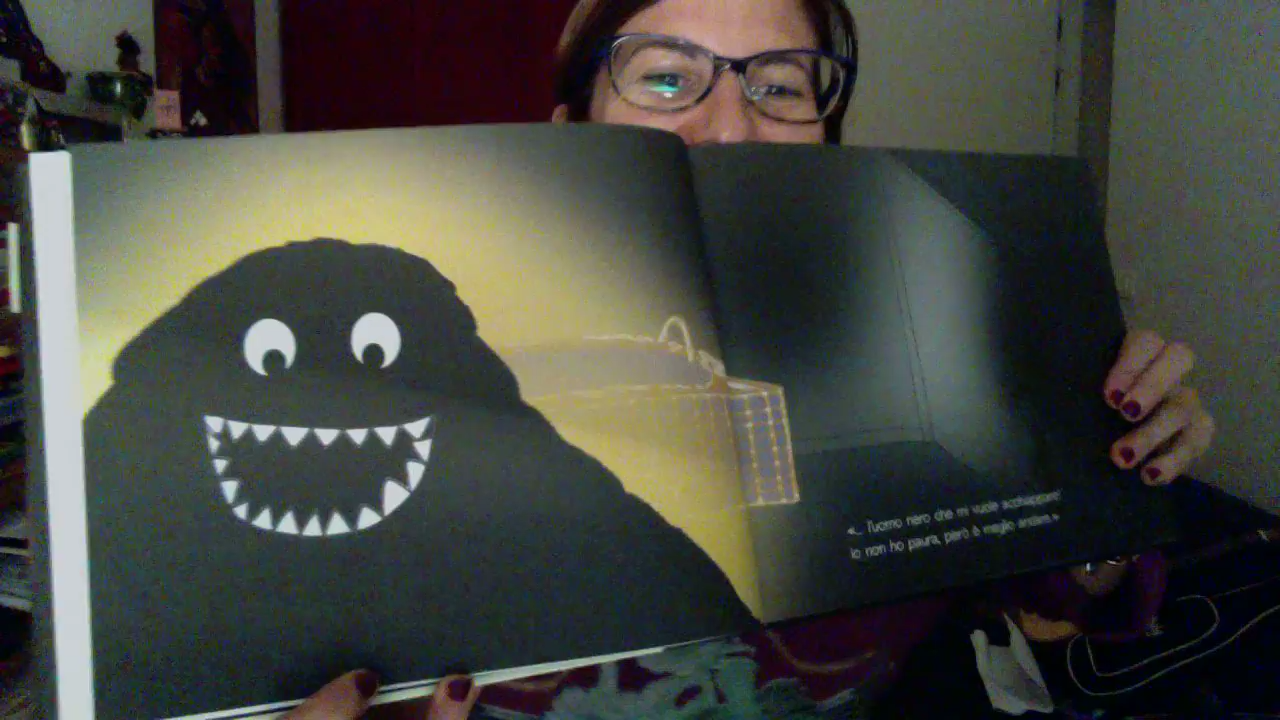 «... l'uomo nero che mi vuole acchiappare!
Io non ho paura, però è meglio andare.»